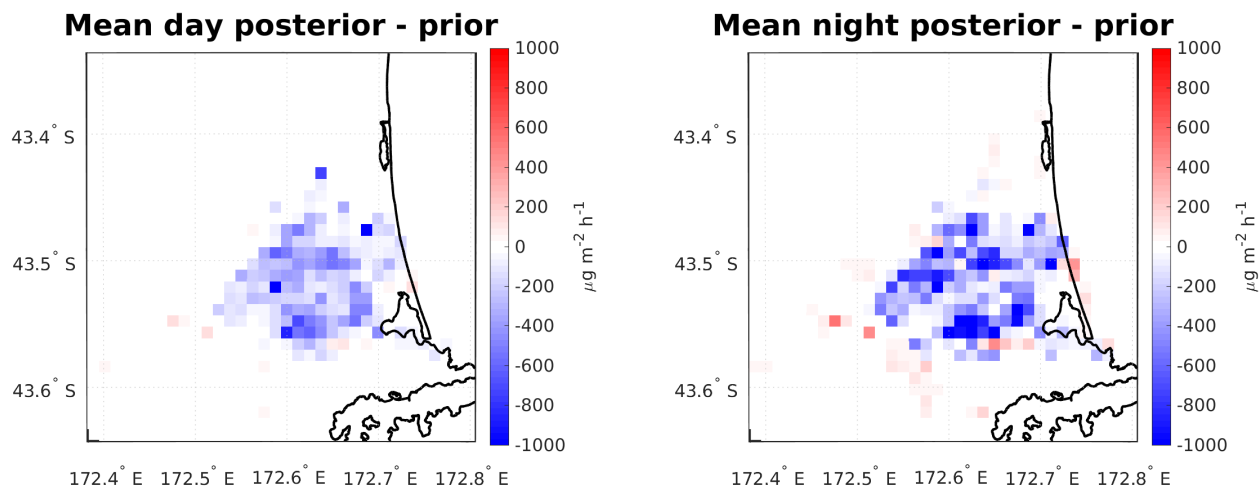 Mean day posterior - prior
43.4° S
43.5° S
43.6° S
172.4° E 172.5° E 172.6° E 172.7° E 172.8° E
1000
800
600
400
200
0
-200
-400
-600
-800
-1000
μg m-2 h-1
Mean night posterior - prior
43.4° S
43.5° S
43.6° S
172.4° E 172.5° E 172.6° E 172.7° E 172.8° E
1000
800
600
400
200
0
-200
-400
-600
-800
-1000
μg m-2 h-1